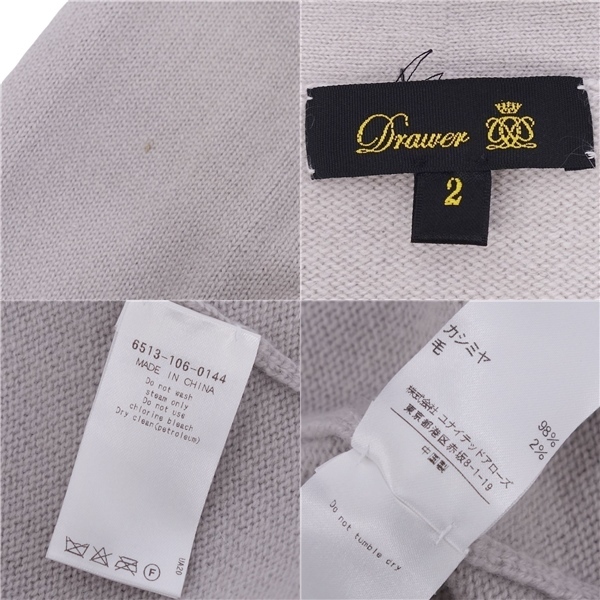 Drawer
2
6513-106-0144
MADE IN CHINA
Do not wash
steam only
Do not use
chlorine bleach
Dry clean(petroleum)
F
UA20
カシミヤ 98%
毛 2%
株式会社 ユナイテッドアローズ
東京都港区赤坂8-1-19
中国製
Do not tumble cry